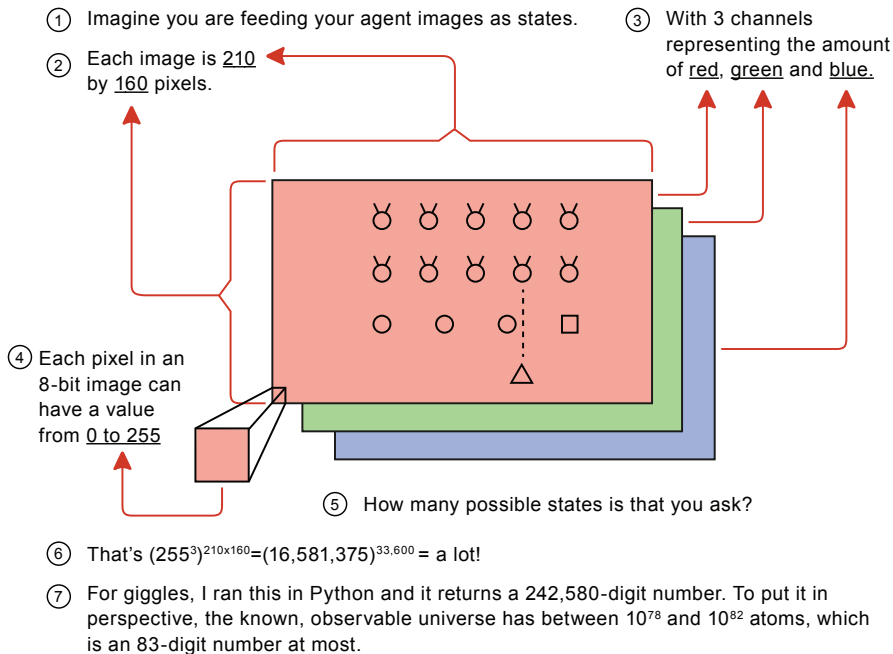 1 Imagine you are feeding your agent images as states.
2 Each image is 210
by 160 pixels.
3 With 3 channels
representing the amount
of red, green and blue.
4 Each pixel in an
8-bit image can
have a value
from 0 to 255
5 How many possible states is that you ask?
6 That's (255³)²¹⁰ˣ¹⁶⁰=(16,581,375)³³,⁶⁰⁰ = a lot!
7 For giggles, I ran this in Python and it returns a 242,580-digit number. To put it in
perspective, the known, observable universe has between 10⁷⁸ and 10⁸² atoms, which
is an 83-digit number at most.